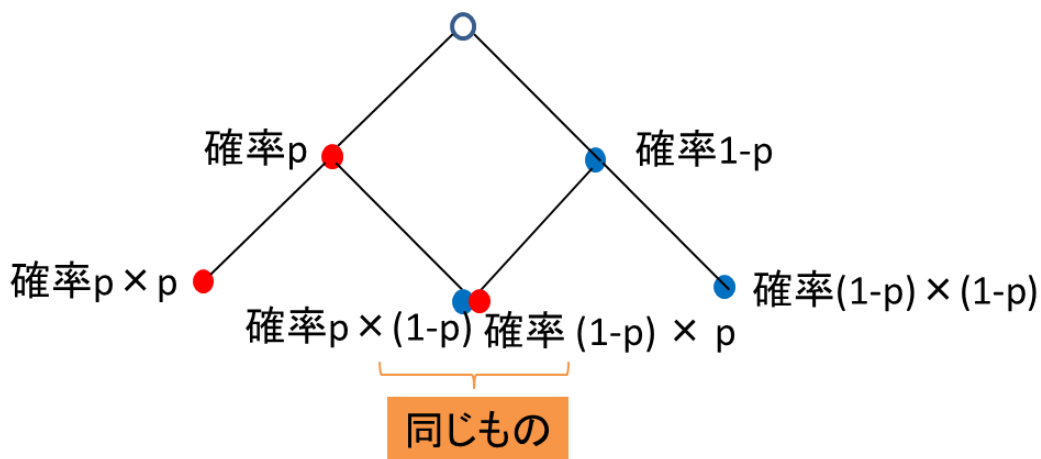 確率p
確率1-p
確率p×p
確率(1-p)×(1-p)
確率p×(1-p)
確率 (1-p) × p
同じもの